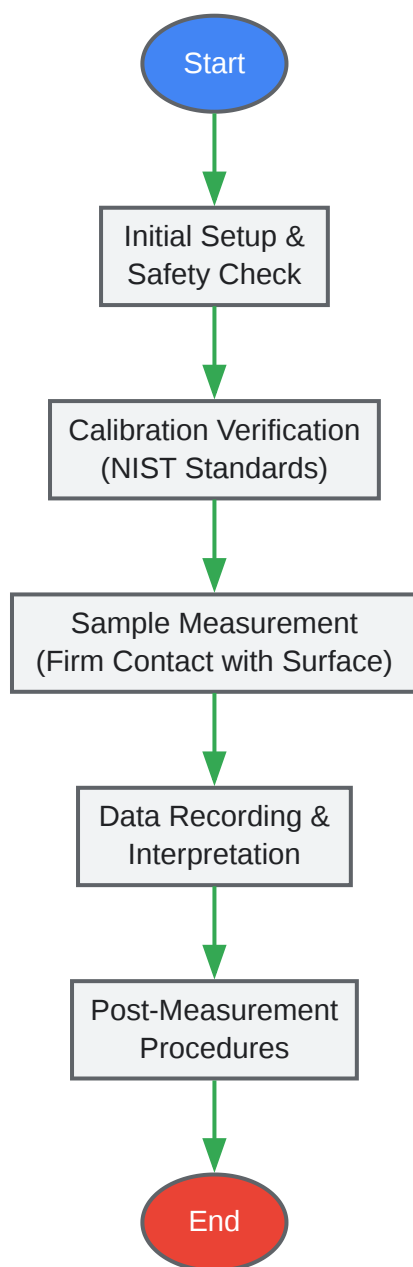 Start
Initial Setup &
Safety Check
Calibration Verification
(NIST Standards)
Sample Measurement
(Firm Contact with Surface)
Data Recording &
Interpretation
Post-Measurement
Procedures
End